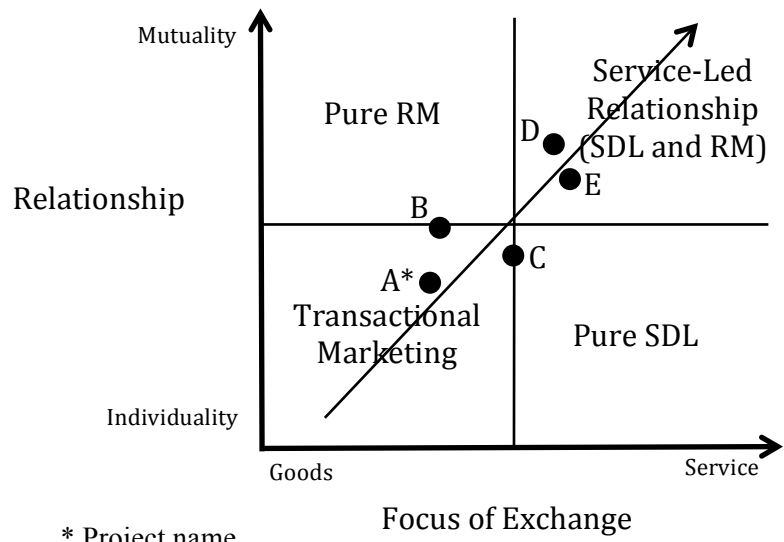 Mutuality
Service-Led
Relationship
(SDL and RM)
Pure RM
D
E
Relationship
B
C
A*
Transactional
Marketing
Pure SDL
Individuality
Goods
Service
Focus of Exchange
* Project name